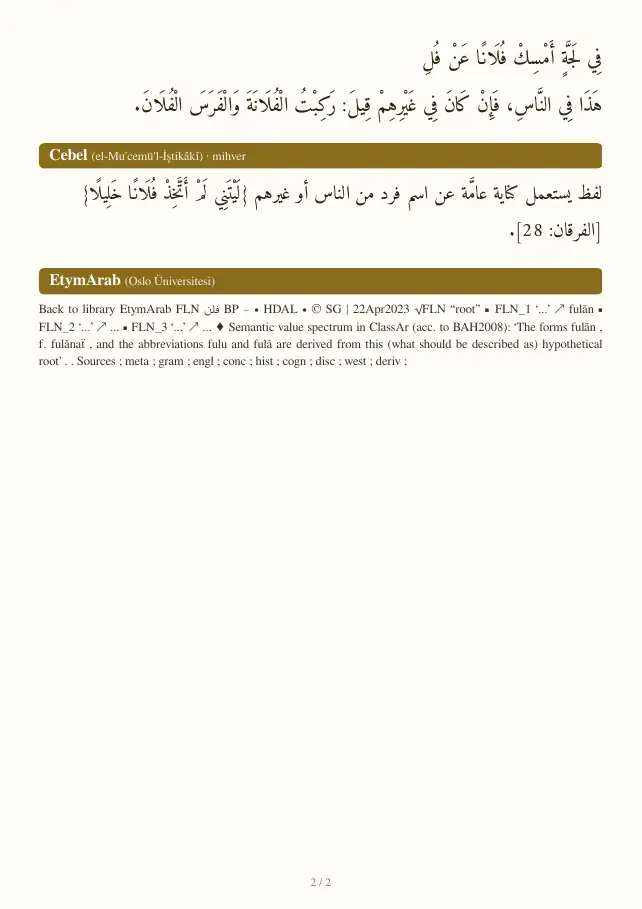 فِي لَجَّةٍ أَمْسِكْ فُلَانًا عَنْ فُلِ
هَذَا فِي النَّاسِ، فَإِنْ كَانَ فِي غَيْرِهِمْ قِيلَ: رَكِبْتُ الْفُلَانَةَ وَالْفَرَسَ الْفُلَانَ.
Cebel (el-Mu'cemü'l-İştikâkî) · mihver
لفظ يستعمل كناية عامَّة عن اسم فرد من الناس أو غيرهم {لَيْتَنِي لَمْ أَتَّخِذْ فُلَانًا خَلِيلًا}
[الفرقان: 28].
EtymArab (Oslo Üniversitesi)
Back to library EtymArab FLN فلن BP – • HDAL • © SG | 22Apr2023 √FLN “root” ▪ FLN_1 ‘...’ ↗ fulān ▪
FLN_2 ‘...’ ↗ ... ▪ FLN_3 ‘...’ ↗ ... ♦ Semantic value spectrum in ClassAr (acc. to BAH2008): ‘The forms fulān ,
f. fulānaẗ , and the abbreviations fulu and fulā are derived from this (what should be described as) hypothetical
root’ . . Sources ; meta ; gram ; engl ; conc ; hist ; cogn ; disc ; west ; deriv ;
2 / 2